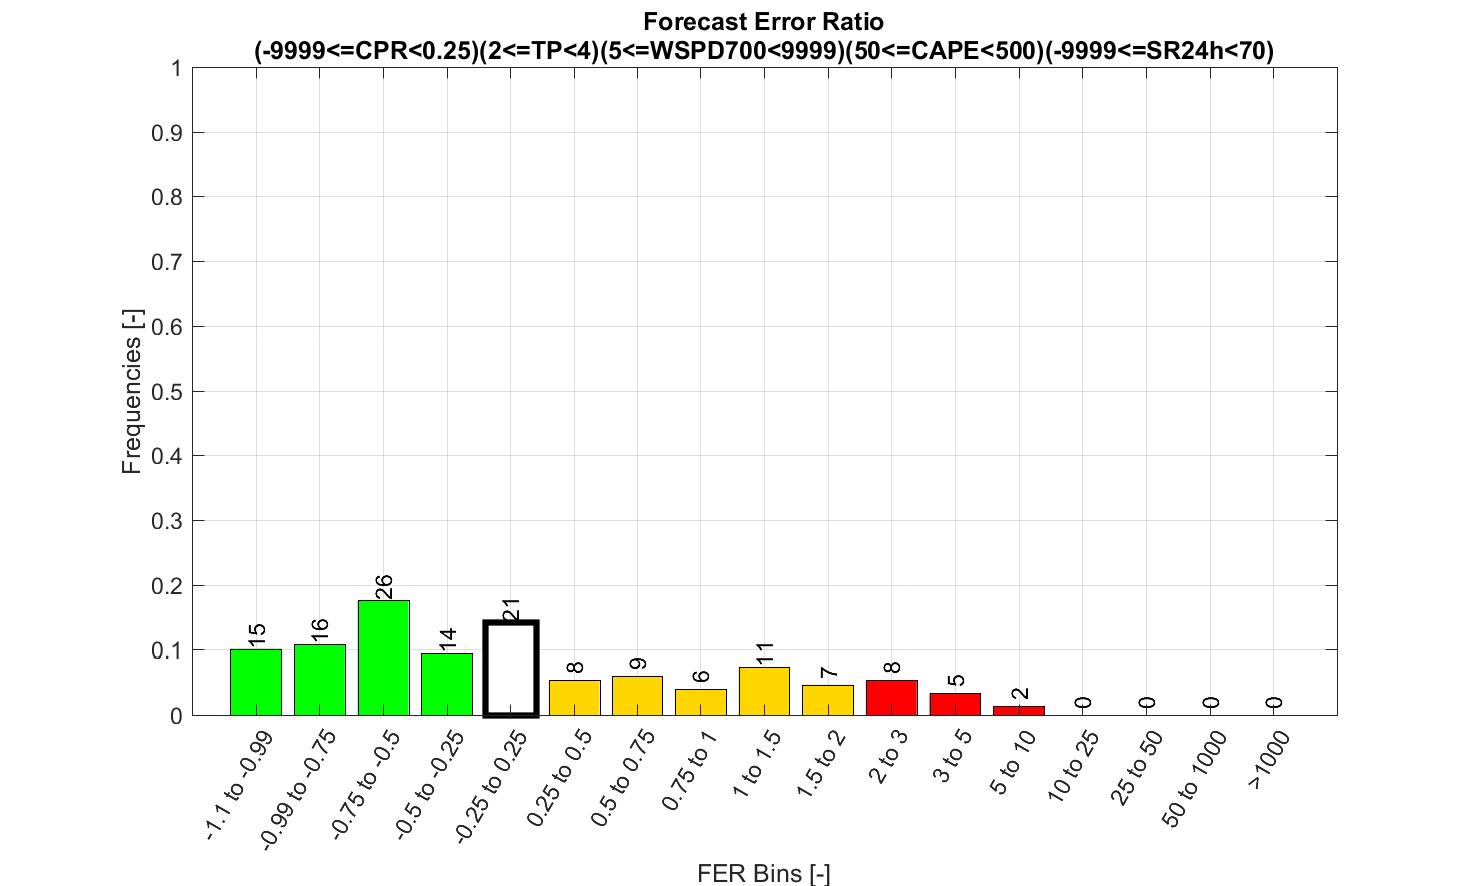 Forecast Error Ratio
(-9999<=CPR<0.25)(2<=TP<4)(5<=WSPD700<9999)(50<=CAPE<500)(-9999<=SR24h<70)
1
0.9
0.8
0.7
0.6
0.5
0.4
0.3
0.2
0.1
0
Frequencies [-]
15
16
26
14
21
8
9
6
11
7
8
5
2
0
0
0
0
-1.1 to -0.99
-0.99 to -0.75
-0.75 to -0.5
-0.5 to -0.25
-0.25 to 0.25
0.25 to 0.5
0.5 to 0.75
0.75 to 1
1 to 1.5
1.5 to 2
2 to 3
3 to 5
5 to 10
10 to 25
25 to 50
50 to 1000
>1000
FER Bins [-]